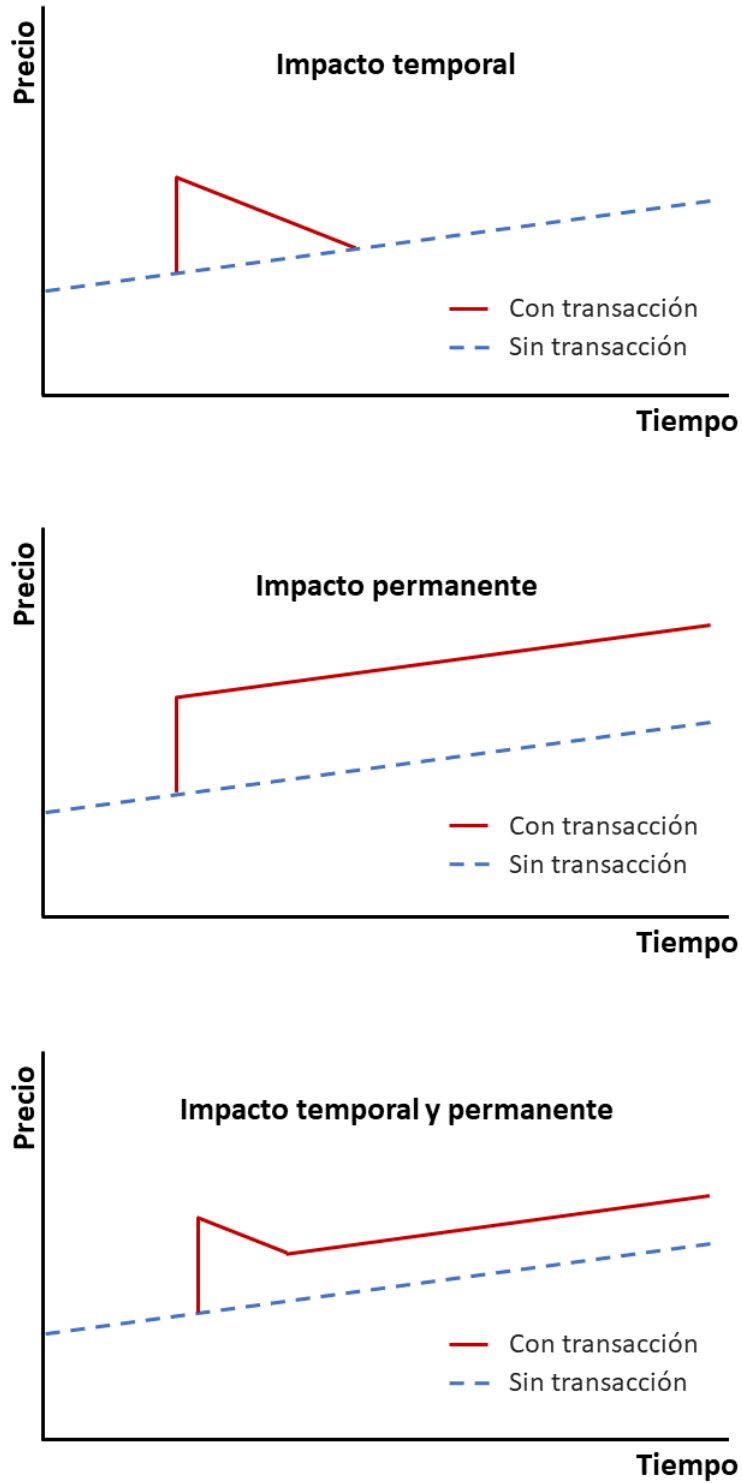 Precio
Impacto temporal
Con transacción
Sin transacción
Tiempo
Precio
Impacto permanente
Con transacción
Sin transacción
Tiempo
Precio
Impacto temporal y permanente
Con transacción
Sin transacción
Tiempo